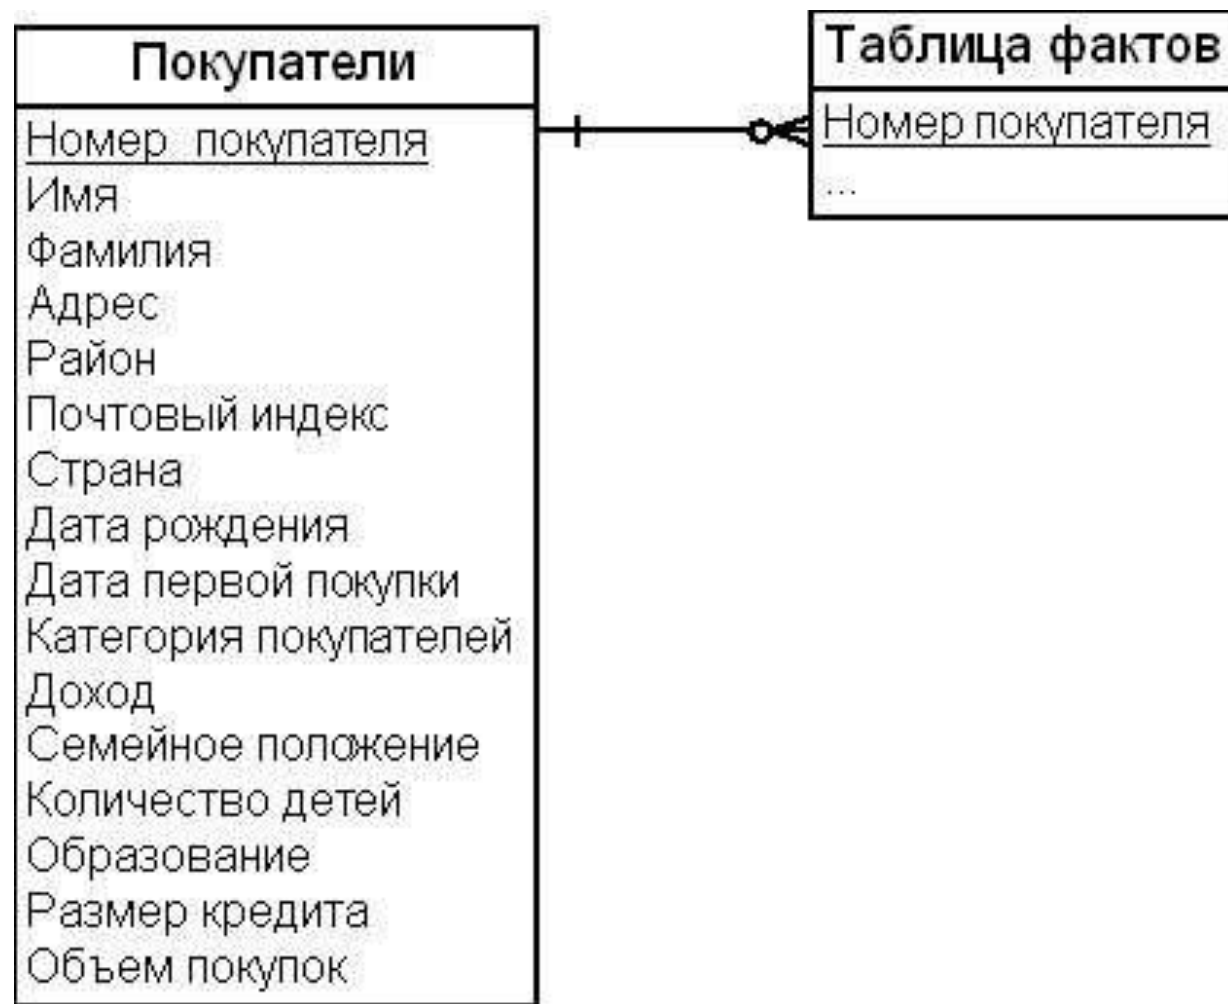 Покупатели
Номер покупателя
Имя
Фамилия
Адрес
Район
Почтовый индекс
Страна
Дата рождения
Дата первой покупки
Категория покупателей
Доход
Семейное положение
Количество детей
Образование
Размер кредита
Объем покупок
Таблица фактов
Номер покупателя
...